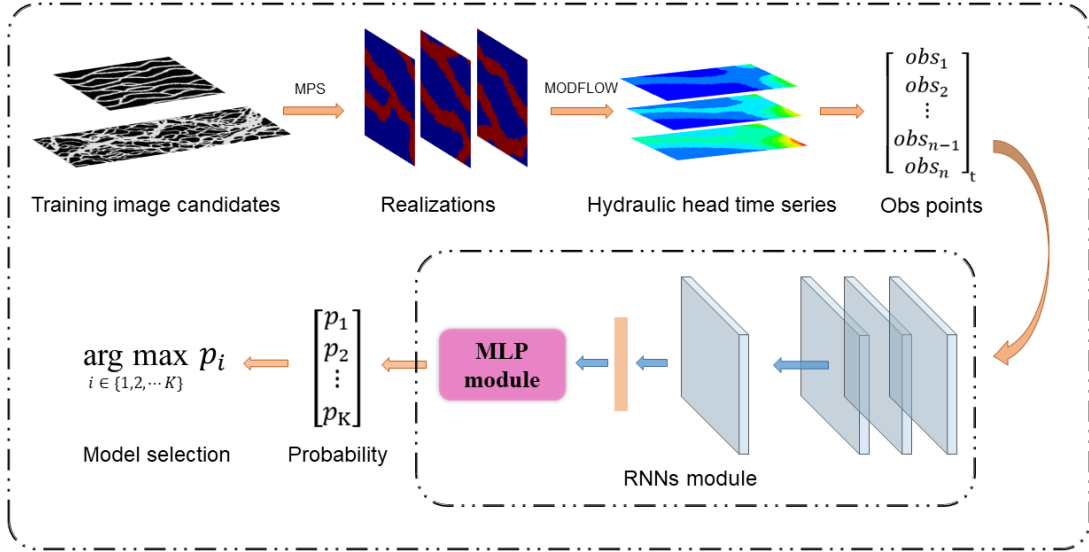 MPS
MODFLOW
obs₁
obs₂
⋮
obsₙ₋₁
obsₙ
t
Training image candidates
Realizations
Hydraulic head time series
Obs points
arg max pᵢ
i ∈ {1,2,⋯ K}
p₁
p₂
⋮
p_K
MLP
module
Model selection
Probability
RNNs module